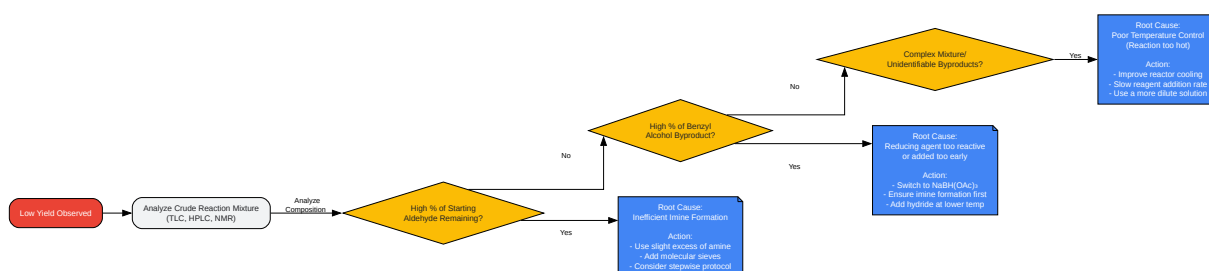 Low Yield Observed
Analyze Crude Reaction Mixture
(TLC, HPLC, NMR)
Analyze
Composition
High % of Starting
Aldehyde Remaining?
Yes
Root Cause:
Inefficient Imine Formation
Action:
- Use slight excess of amine
- Add molecular sieves
- Consider stepwise protocol
No
High % of Benzyl
Alcohol Byproduct?
Yes
Root Cause:
Reducing agent too reactive
or added too early
Action:
- Switch to NaBH(OAc)₃
- Ensure imine formation first
- Add hydride at lower temp
No
Complex Mixture/
Unidentifiable Byproducts?
Yes
Root Cause:
Poor Temperature Control
(Reaction too hot)
Action:
- Improve reactor cooling
- Slow reagent addition rate
- Use a more dilute solution